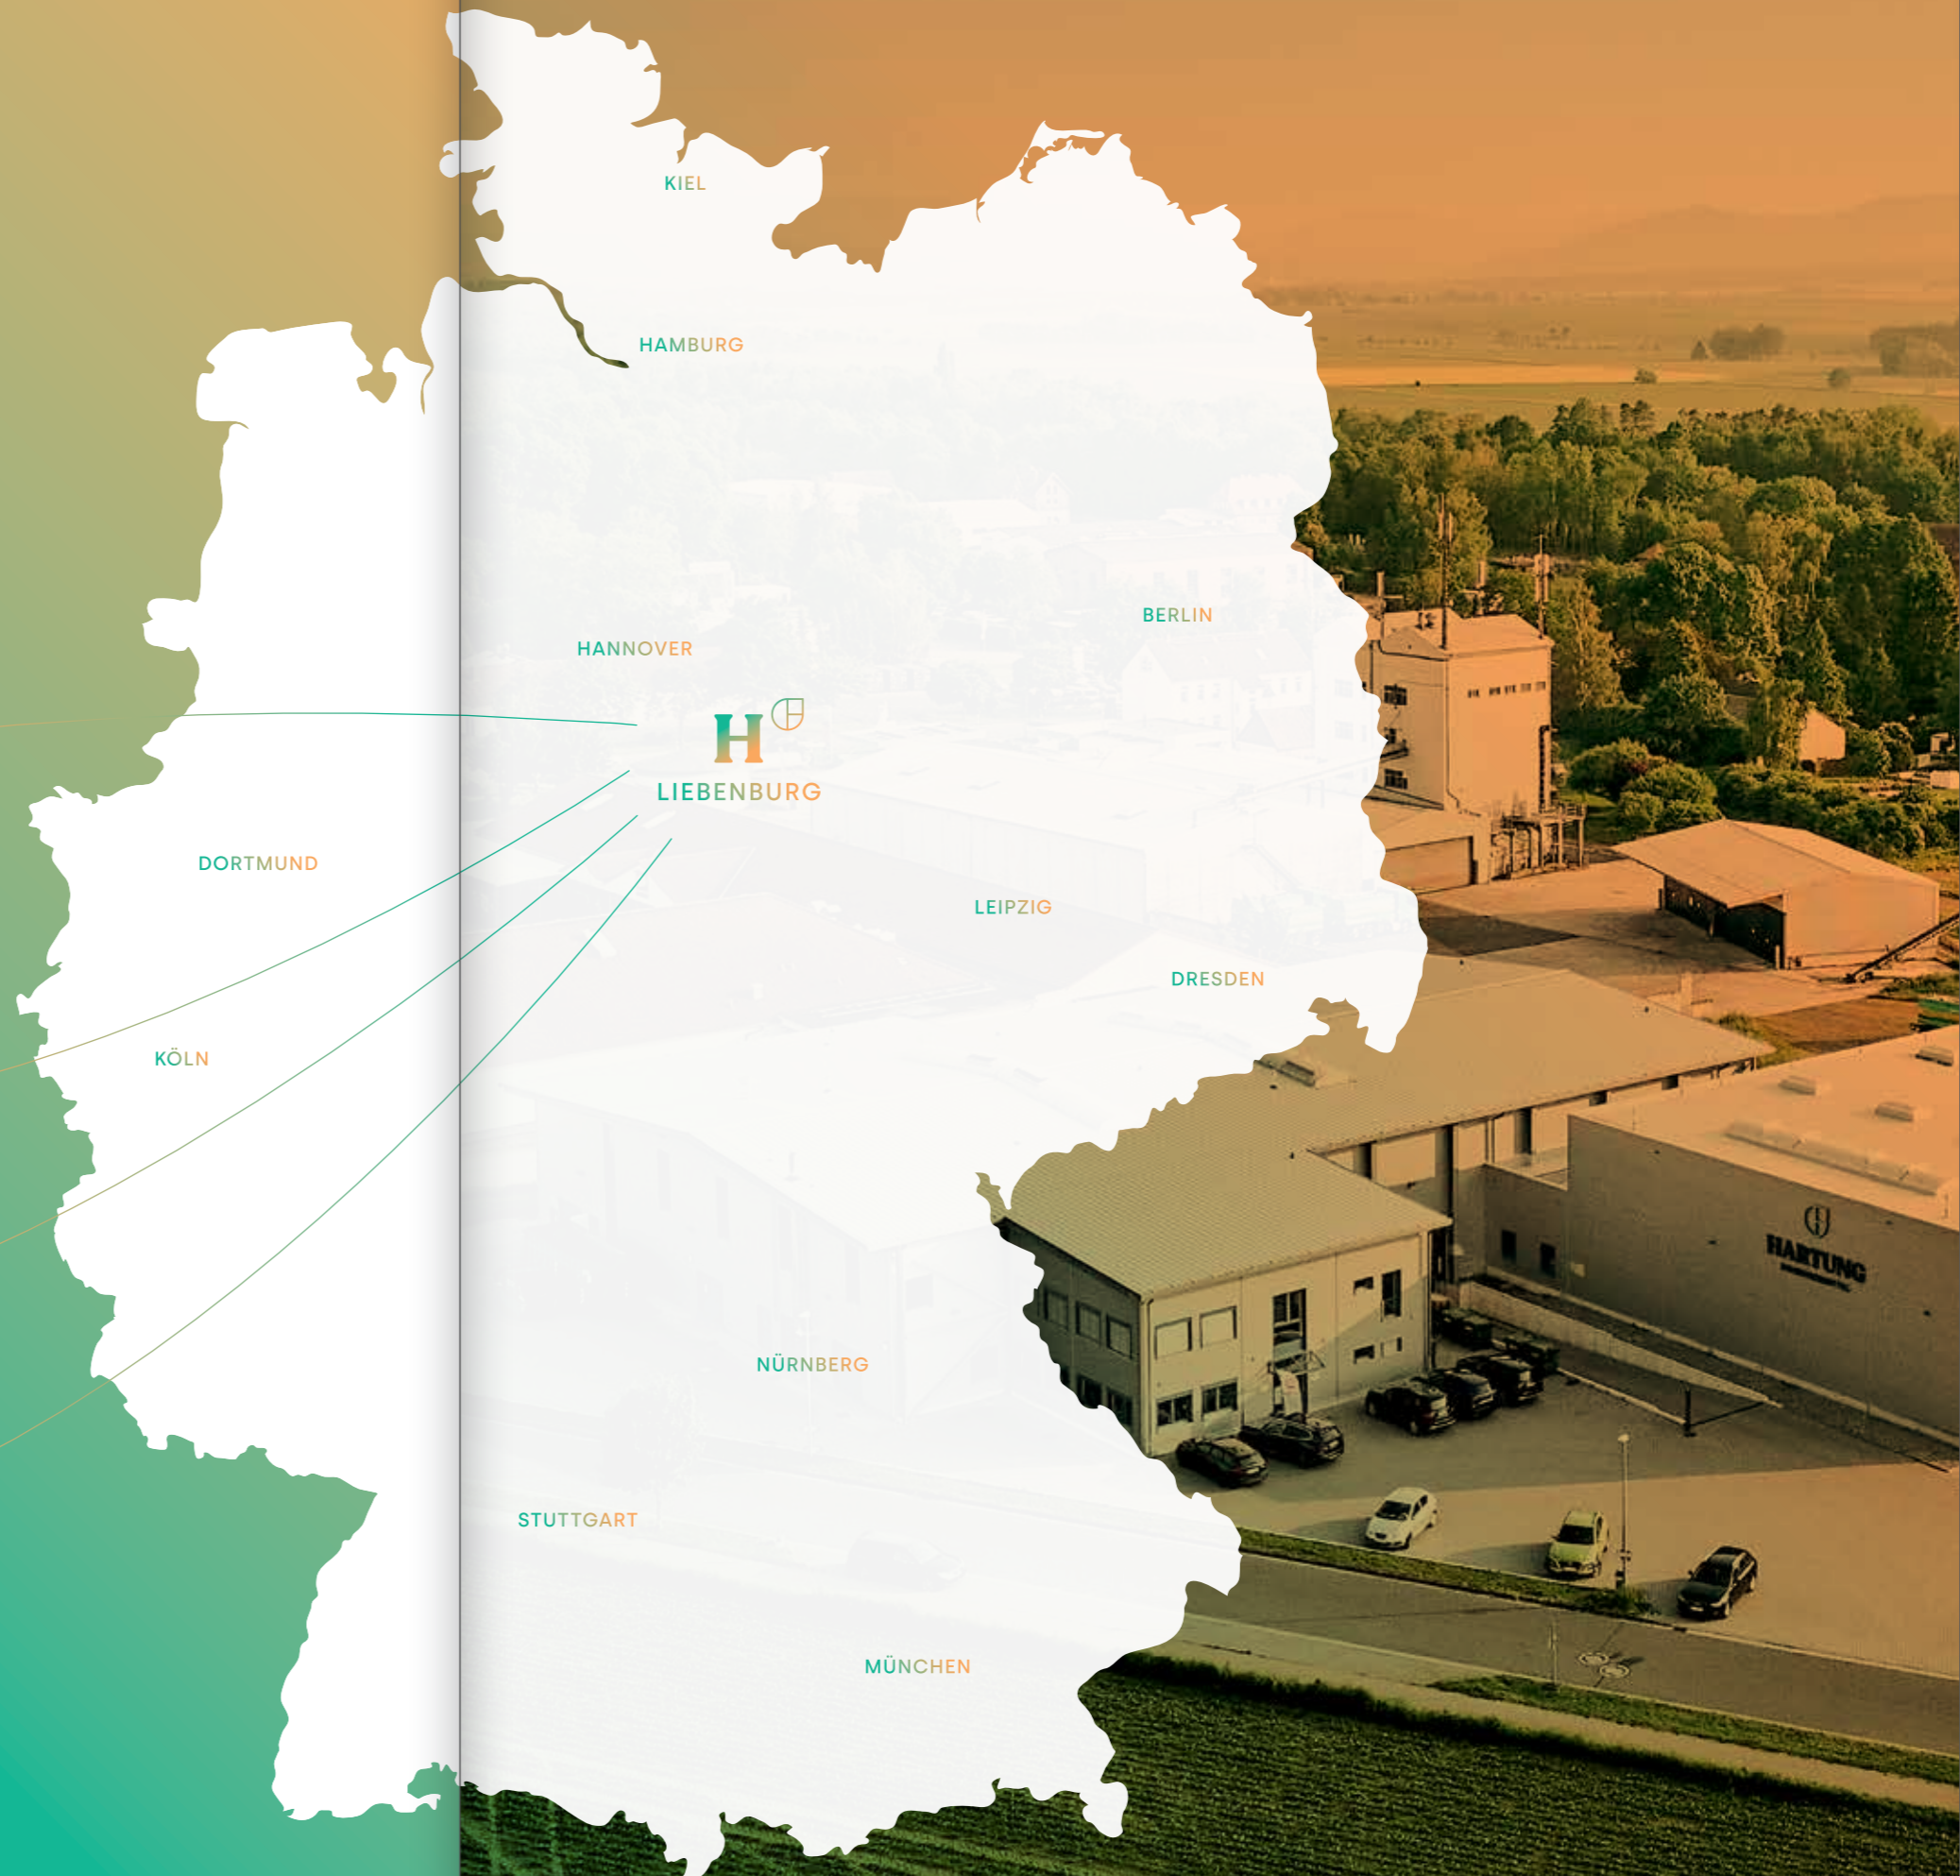 KIEL
HAMBURG
BERLIN
HANNOVER
H
LIEBENBURG
DORTMUND
LEIPZIG
DRESDEN
KÖLN
HARTUNG
NÜRNBERG
STUTTGART
MÜNCHEN